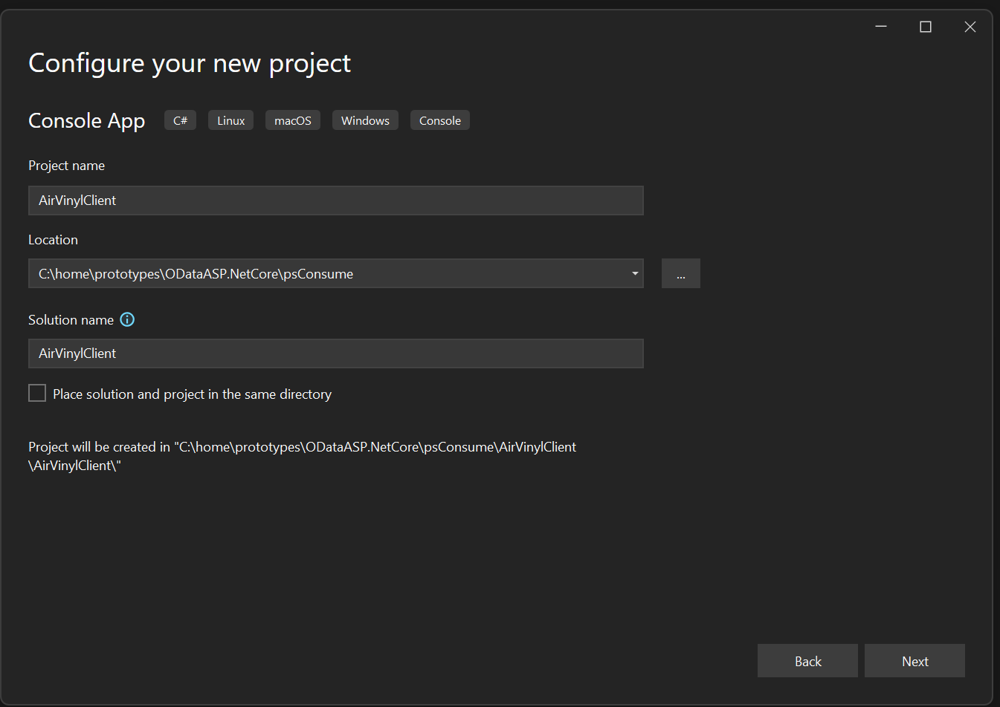 Configure your new project
Console App C# Linux macOS Windows Console
Project name
AirVinylClient
Location
C:\home\prototypes\ODataASP.NetCore\psConsume
...
Solution name
AirVinylClient
Place solution and project in the same directory
Project will be created in "C:\home\prototypes\ODataASP.NetCore\psConsume\AirVinylClient
\AirVinylClient\"
Back Next